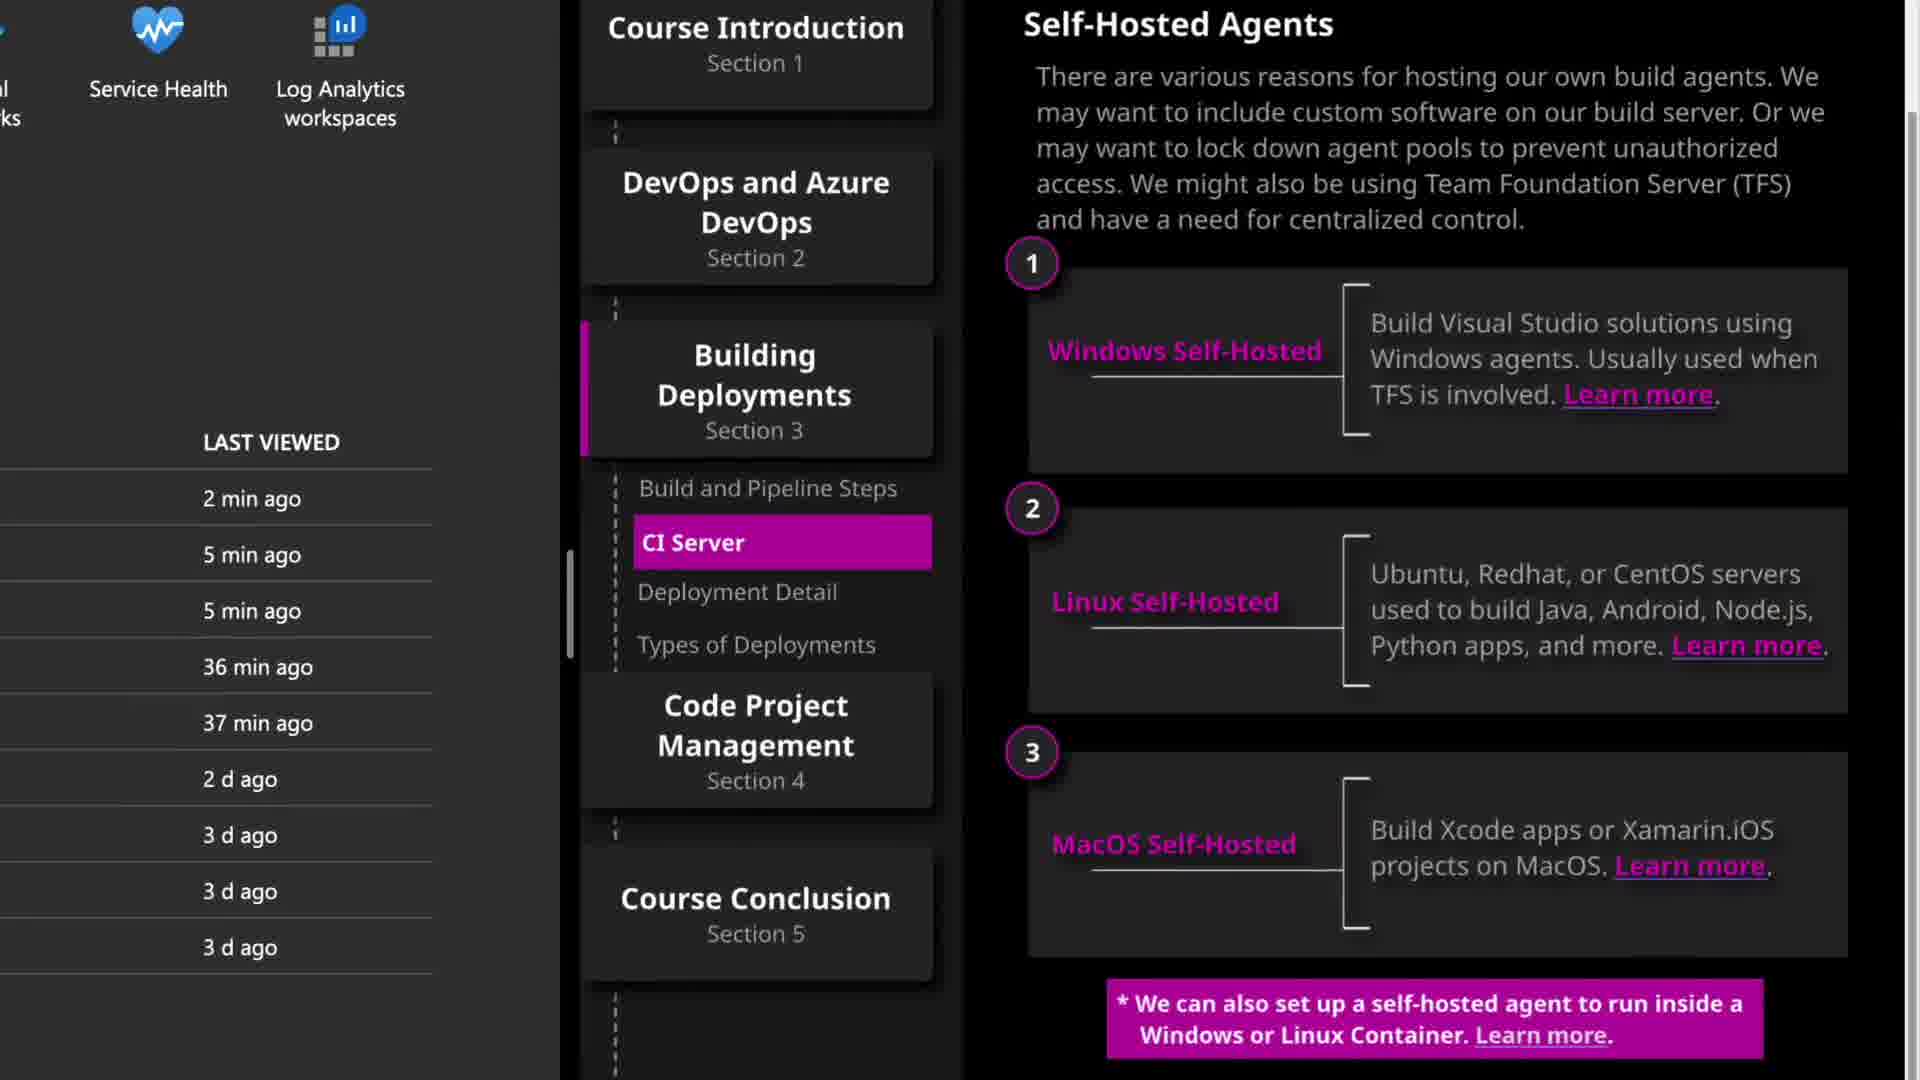 l
ks
Service Health
Log Analytics
workspaces
LAST VIEWED
2 min ago
5 min ago
5 min ago
36 min ago
37 min ago
2 d ago
3 d ago
3 d ago
3 d ago
Course Introduction
Section 1
DevOps and Azure
DevOps
Section 2
Building
Deployments
Section 3
Build and Pipeline Steps
CI Server
Deployment Detail
Types of Deployments
Code Project
Management
Section 4
Course Conclusion
Section 5
Self-Hosted Agents
There are various reasons for hosting our own build agents. We
may want to include custom software on our build server. Or we
may want to lock down agent pools to prevent unauthorized
access. We might also be using Team Foundation Server (TFS)
and have a need for centralized control.
1
Windows Self-Hosted
Build Visual Studio solutions using
Windows agents. Usually used when
TFS is involved. Learn more.
2
Linux Self-Hosted
Ubuntu, Redhat, or CentOS servers
used to build Java, Android, Node.js,
Python apps, and more. Learn more.
3
MacOS Self-Hosted
Build Xcode apps or Xamarin.iOS
projects on MacOS. Learn more.
* We can also set up a self-hosted agent to run inside a
Windows or Linux Container. Learn more.